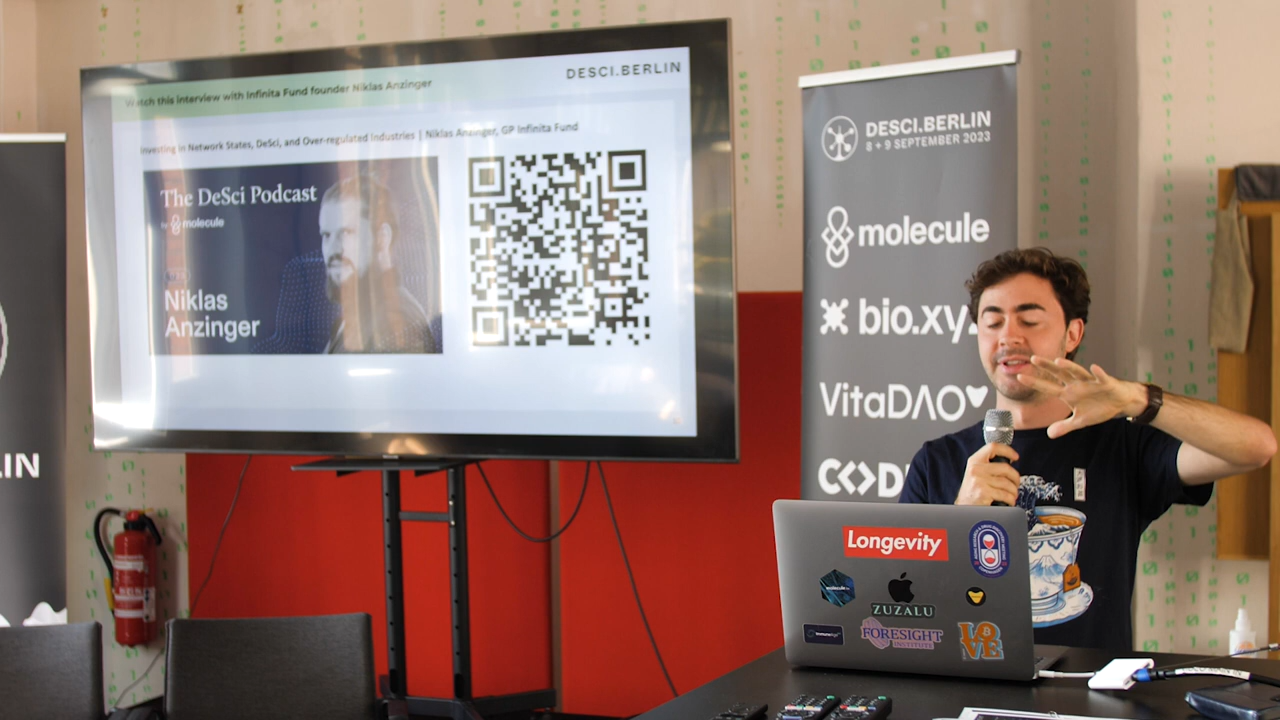 Watch this interview with Infinita Fund founder Niklas Anzinger
DESCI.BERLIN
Investing in Network States, DeSci, and Over-regulated Industries | Niklas Anzinger, GP Infinita Fund
The DeSci Podcast
by molecule
Niklas
Anzinger
DESCI.BERLIN
8 + 9 SEPTEMBER 2023
molecule
bio.xyz
VitaDAO
LIN
Longevity
ZUZALU
FORESIGHT
INSTITUTE
LOVE